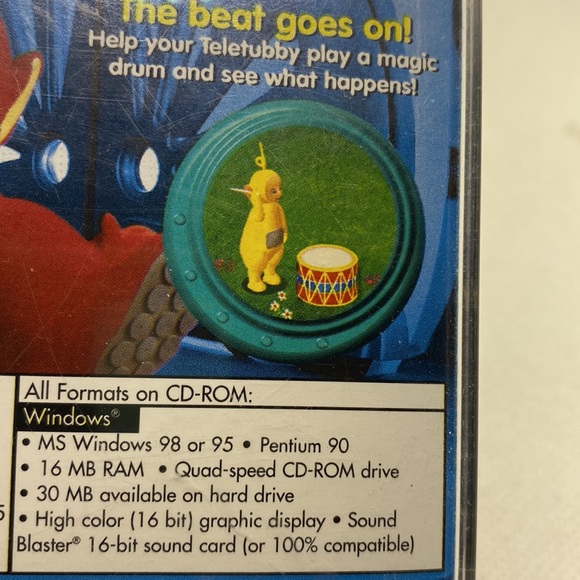 The beat goes on!
Help your Teletubby play a magic
drum and see what happens!
All Formats on CD-ROM:
Windows®
• MS Windows 98 or 95 • Pentium 90
• 16 MB RAM • Quad-speed CD-ROM drive
• 30 MB available on hard drive
5
• High color (16 bit) graphic display • Sound
Blaster® 16-bit sound card (or 100% compatible)